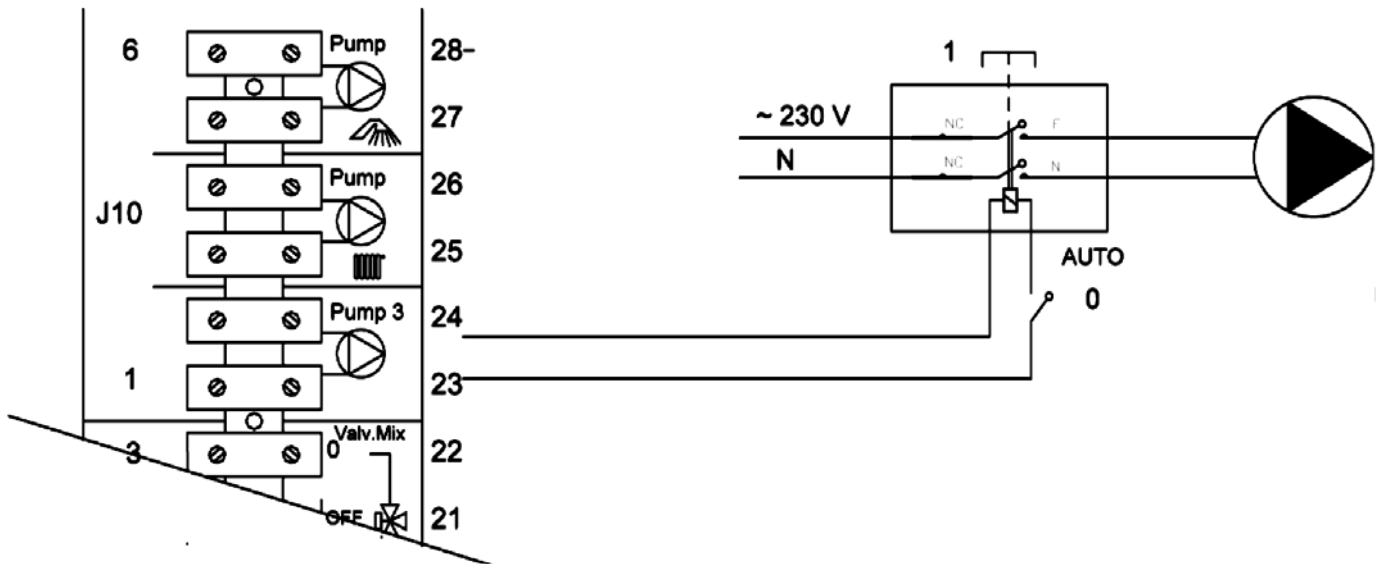 6
Pump
28-
27
J10
Pump
26
25
Pump 3
24
1
23
3
0
Valv.Mix
22
OFF
21
1
~ 230 V
NC
F
N
NC
N
AUTO
0